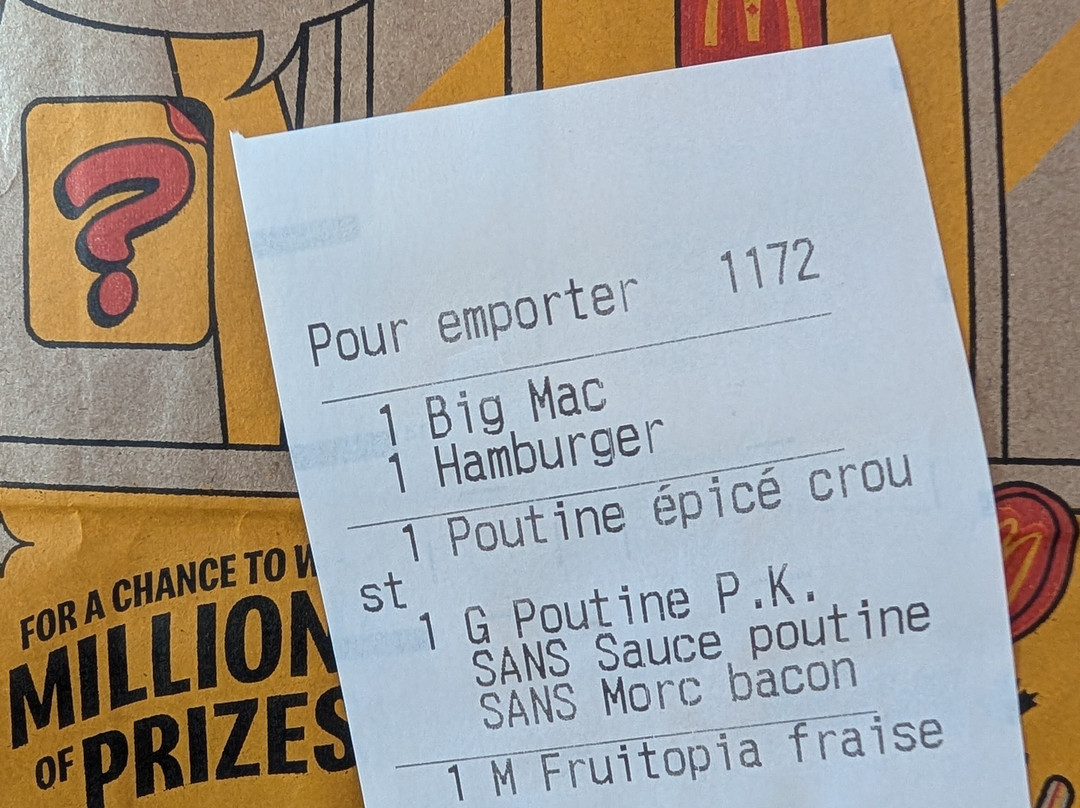 Pour emporter 1172
1 Big Mac
1 Hamburger
1 Poutine épicé crou
st
1 G Poutine P.K.
SANS Sauce poutine
SANS Morc bacon
1 M Fruitopia fraise
?
FOR A CHANCE TO W
MILLION
OF PRIZES